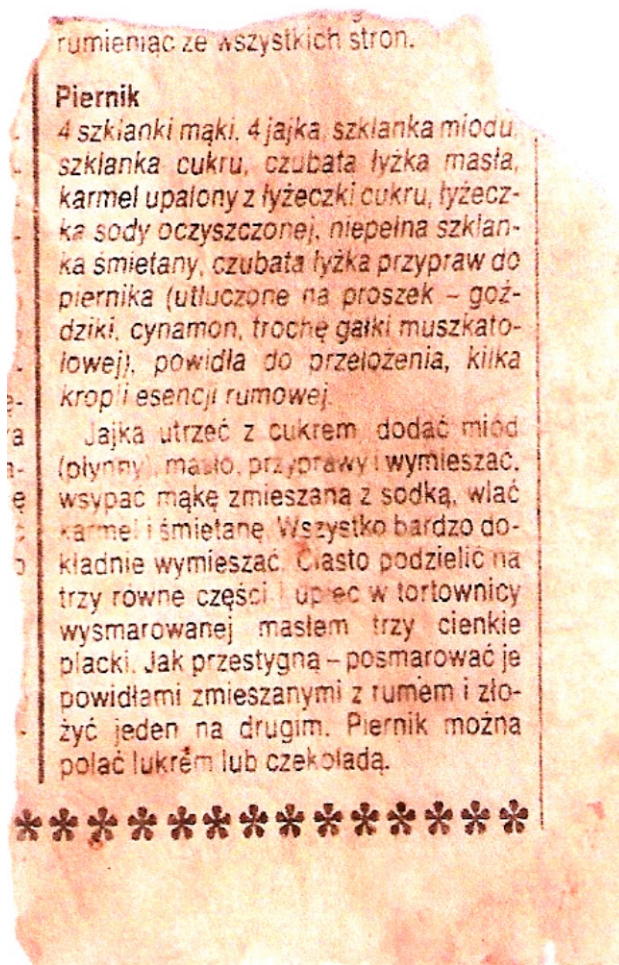 rumieniąc ze wszystkich stron.
Piernik
4 szklanki mąki, 4 jajka, szklanka miodu,
szklanka cukru, czubata łyżka masła,
karmel upalony z łyżeczki cukru, łyżecz-
ka sody oczyszczonej, niepełna szklan-
ka śmietany, czubata łyżka przypraw do
piernika (utłuczone na proszek – goź-
dziki, cynamon, trochę gałki muszkato-
łowej), powidła do przełożenia, kilka
kropli esencji rumowej.
Jajka utrzeć z cukrem dodać miód
(płynny), masło, przyprawy i wymieszać,
wsypać mąkę zmieszaną z sodką, wlać
karmel i śmietanę. Wszystko bardzo do-
kładnie wymieszać. Ciasto podzielić na
trzy równe części i upiec w tortownicy
wysmarowanej masłem trzy cienkie
placki. Jak przestygną – posmarować je
powidłami zmieszanymi z rumem i zło-
żyć jeden na drugim. Piernik można
polać lukrem lub czekoladą.